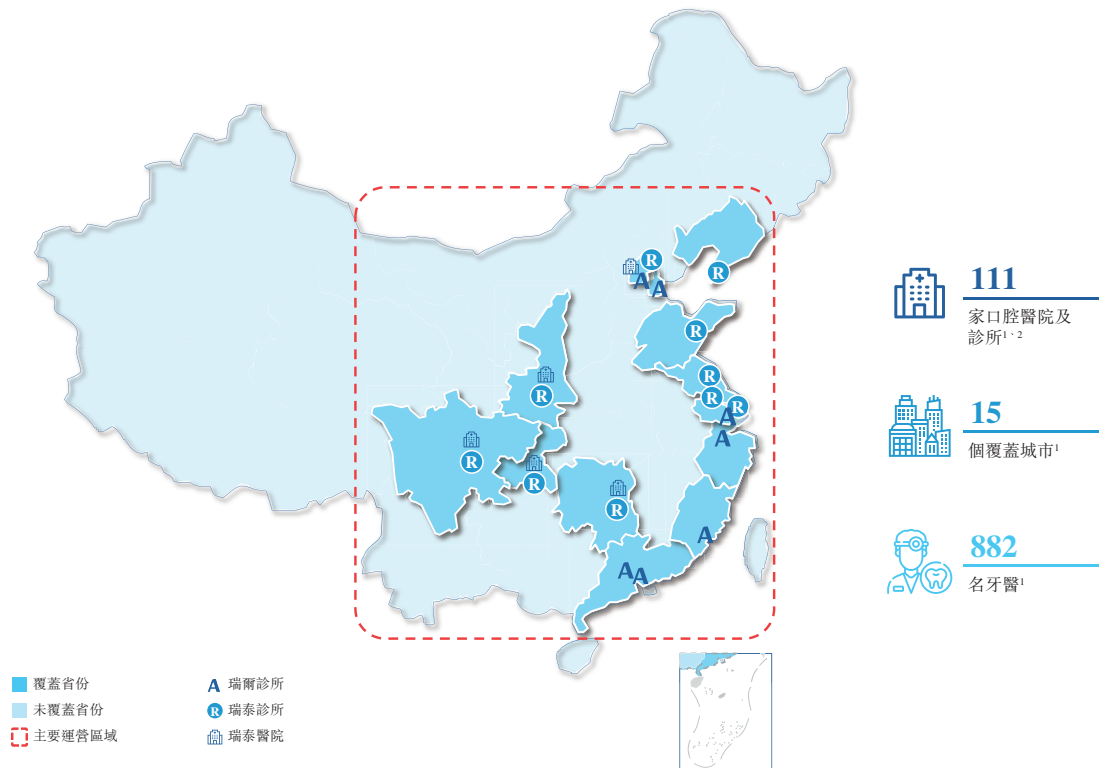 111
家口腔醫院及
診所¹、²
15
個覆蓋城市¹
882
名牙醫¹
R
R
A
A
R
R
R
R
R
A
A
R
R
R
A
A
A
覆蓋省份
未覆蓋省份
主要運營區域
A 瑞爾診所
R 瑞泰診所
瑞泰醫院